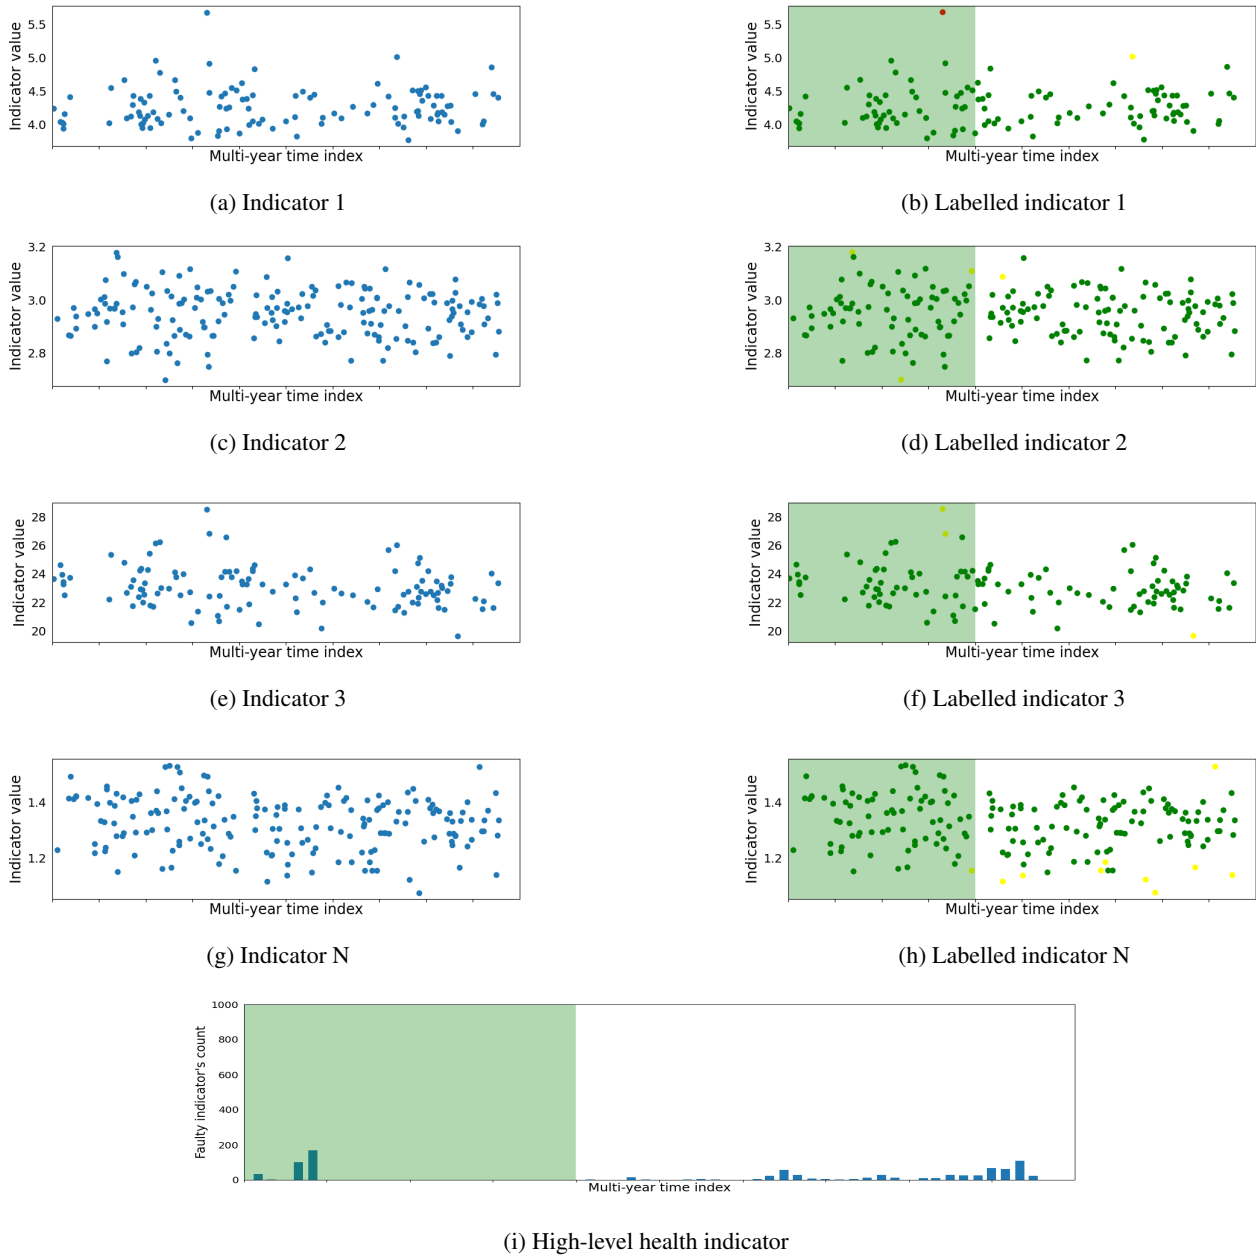 Indicator value
5.5
5.0
4.5
4.0
Multi-year time index
(a) Indicator 1
Indicator value
5.5
5.0
4.5
4.0
Multi-year time index
(b) Labelled indicator 1
Indicator value
3.2
3.0
2.8
Multi-year time index
(c) Indicator 2
Indicator value
3.2
3.0
2.8
Multi-year time index
(d) Labelled indicator 2
Indicator value
28
26
24
22
20
Multi-year time index
(e) Indicator 3
Indicator value
28
26
24
22
20
Multi-year time index
(f) Labelled indicator 3
Indicator value
1.4
1.2
Multi-year time index
(g) Indicator N
Indicator value
1.4
1.2
Multi-year time index
(h) Labelled indicator N
Faulty indicator's count
1000
800
600
400
200
0
Multi-year time index
(i) High-level health indicator